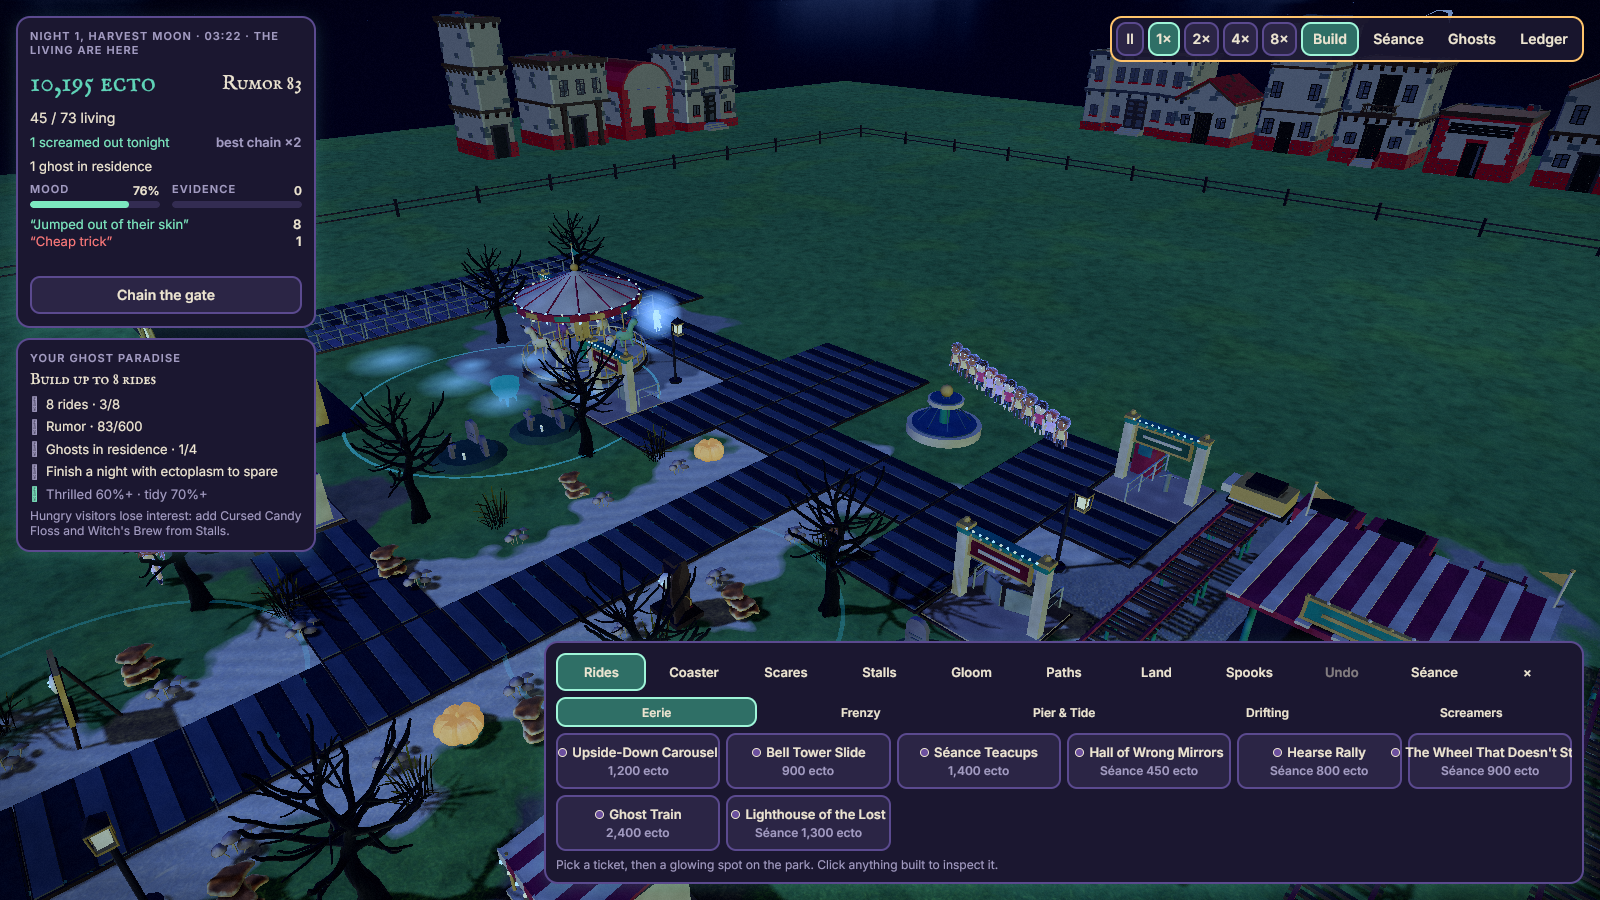 NIGHT 1, HARVEST MOON · 03:22 · THE
LIVING ARE HERE
10,195 ECTO
Rumor 83
45 / 73 living
1 screamed out tonight
best chain ×2
1 ghost in residence
MOOD
76%
EVIDENCE
0
“Jumped out of their skin”
8
“Cheap trick”
1
Chain the gate
YOUR GHOST PARADISE
Build up to 8 rides
8 rides · 3/8
Rumor · 83/600
Ghosts in residence · 1/4
Finish a night with ectoplasm to spare
Thrilled 60%+ · tidy 70%+
Hungry visitors lose interest: add Cursed Candy
Floss and Witch's Brew from Stalls.
II
1×
2×
4×
8×
Build
Séance
Ghosts
Ledger
Rides
Coaster
Scares
Stalls
Gloom
Paths
Land
Spooks
Undo
Séance
×
Eerie
Frenzy
Pier & Tide
Drifting
Screamers
Upside-Down Carousel
1,200 ecto
Bell Tower Slide
900 ecto
Séance Teacups
1,400 ecto
Hall of Wrong Mirrors
Séance 450 ecto
Hearse Rally
Séance 800 ecto
The Wheel That Doesn't St
Séance 900 ecto
Ghost Train
2,400 ecto
Lighthouse of the Lost
Séance 1,300 ecto
Pick a ticket, then a glowing spot on the park. Click anything built to inspect it.